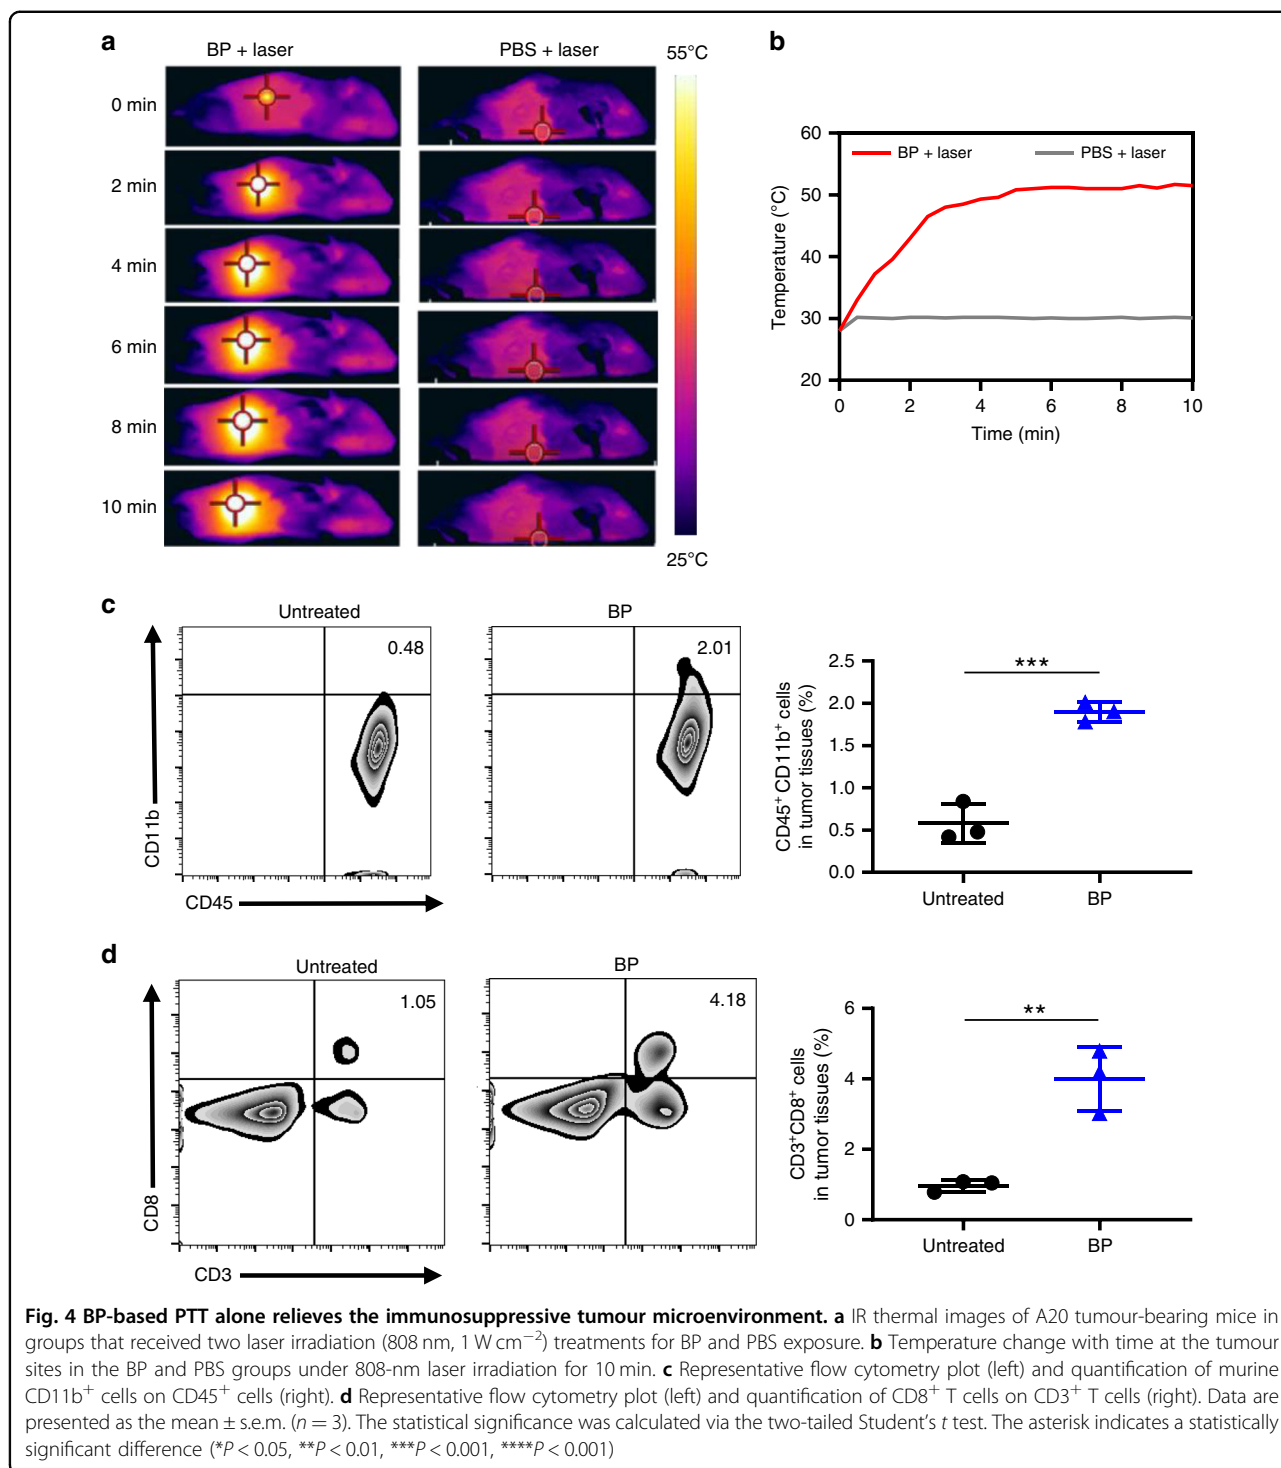 a
BP + laser
PBS + laser
55°C
0 min
2 min
4 min
6 min
8 min
10 min
25°C
b
60
50
40
30
20
Temperature (°C)
BP + laser
PBS + laser
0
2
4
6
8
10
Time (min)
c
Untreated
0.48
BP
2.01
CD11b
CD45
CD45⁺ CD11b⁺ cells
in tumor tissues (%)
2.5
2.0
1.5
1.0
0.5
0.0
***
Untreated
BP
d
Untreated
1.05
BP
4.18
CD8
CD3
CD3⁺CD8⁺ cells
in tumor tissues (%)
6
4
2
0
**
Untreated
BP
Fig. 4 BP-based PTT alone relieves the immunosuppressive tumour microenvironment. a IR thermal images of A20 tumour-bearing mice in
groups that received two laser irradiation (808 nm, 1 W cm⁻²) treatments for BP and PBS exposure. b Temperature change with time at the tumour
sites in the BP and PBS groups under 808-nm laser irradiation for 10 min. c Representative flow cytometry plot (left) and quantification of murine
CD11b⁺ cells on CD45⁺ cells (right). d Representative flow cytometry plot (left) and quantification of CD8⁺ T cells on CD3⁺ T cells (right). Data are
presented as the mean ± s.e.m. (n = 3). The statistical significance was calculated via the two-tailed Student's t test. The asterisk indicates a statistically
significant difference (*P < 0.05, **P < 0.01, ***P < 0.001, ****P < 0.001)